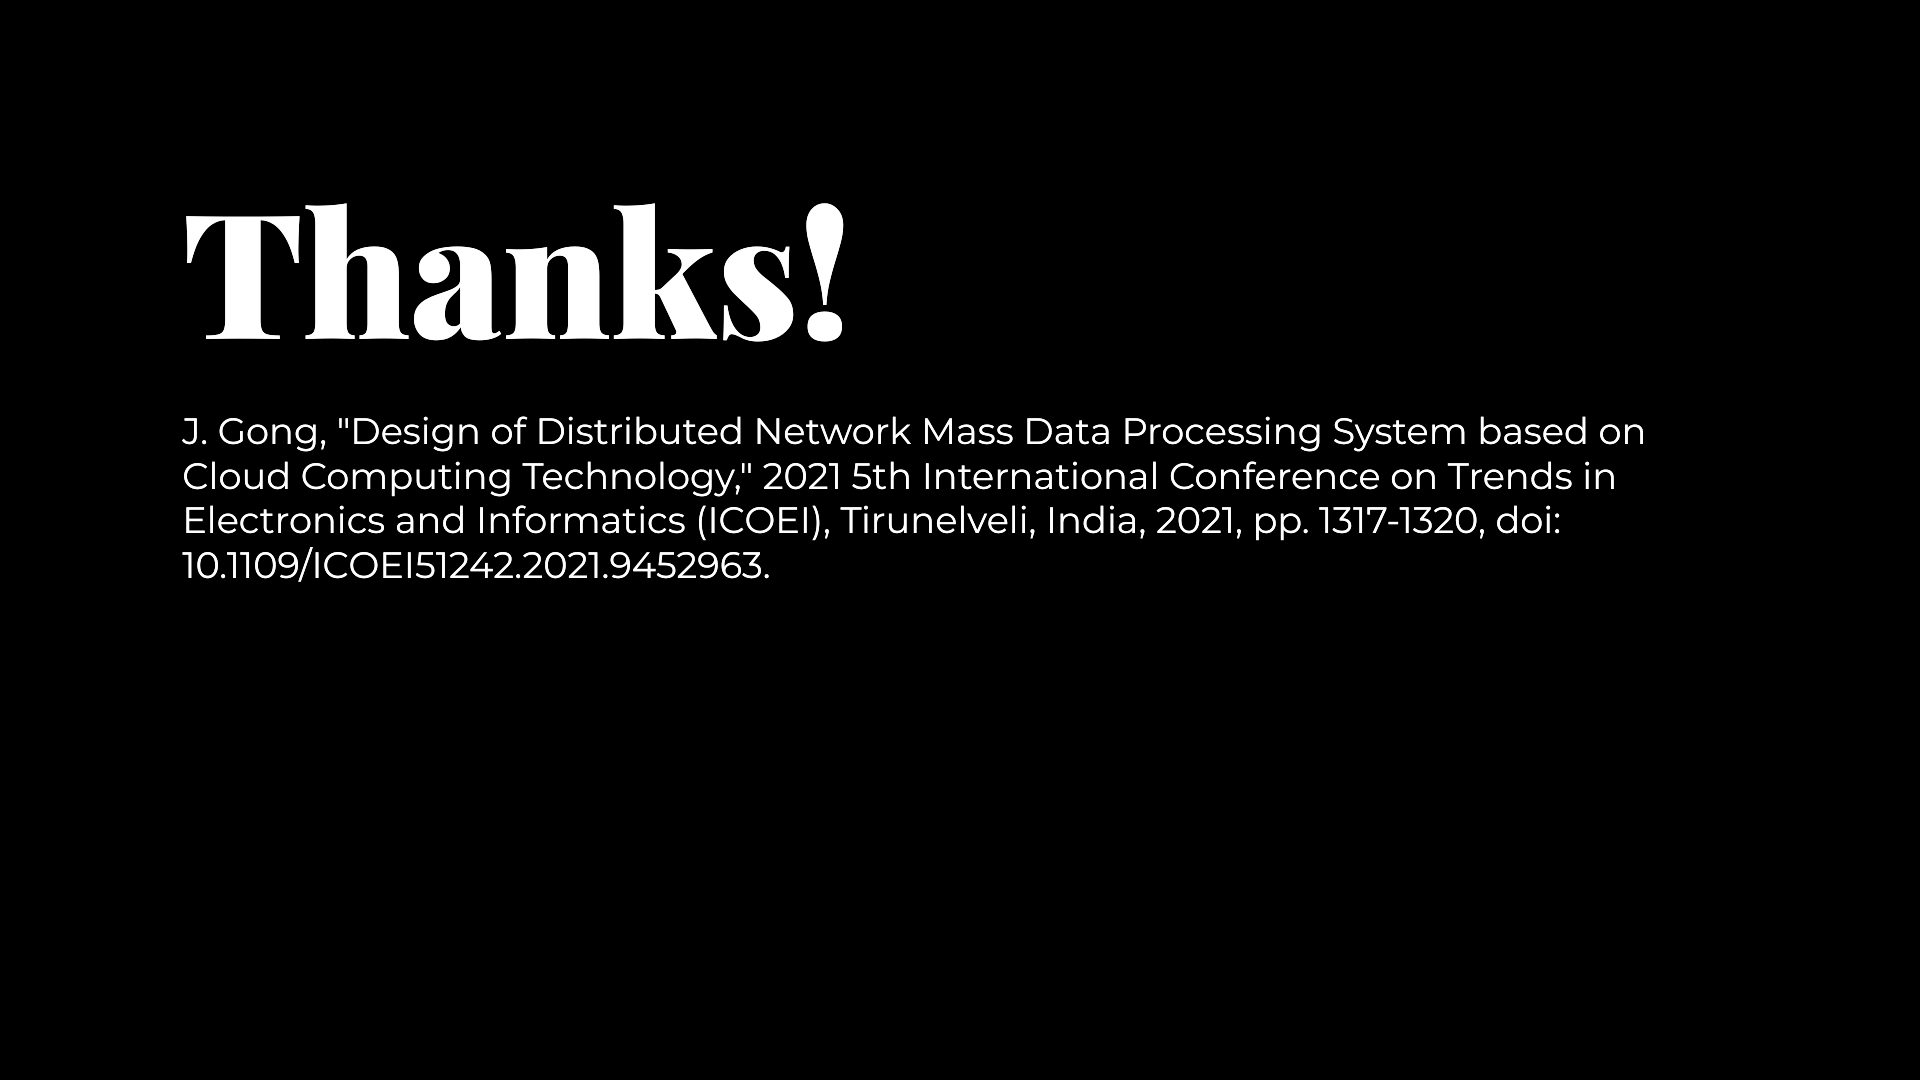 Thanks!
J. Gong, "Design of Distributed Network Mass Data Processing System based on
Cloud Computing Technology," 2021 5th International Conference on Trends in
Electronics and Informatics (ICOEI), Tirunelveli, India, 2021, pp. 1317-1320, doi:
10.1109/ICOEI51242.2021.9452963.